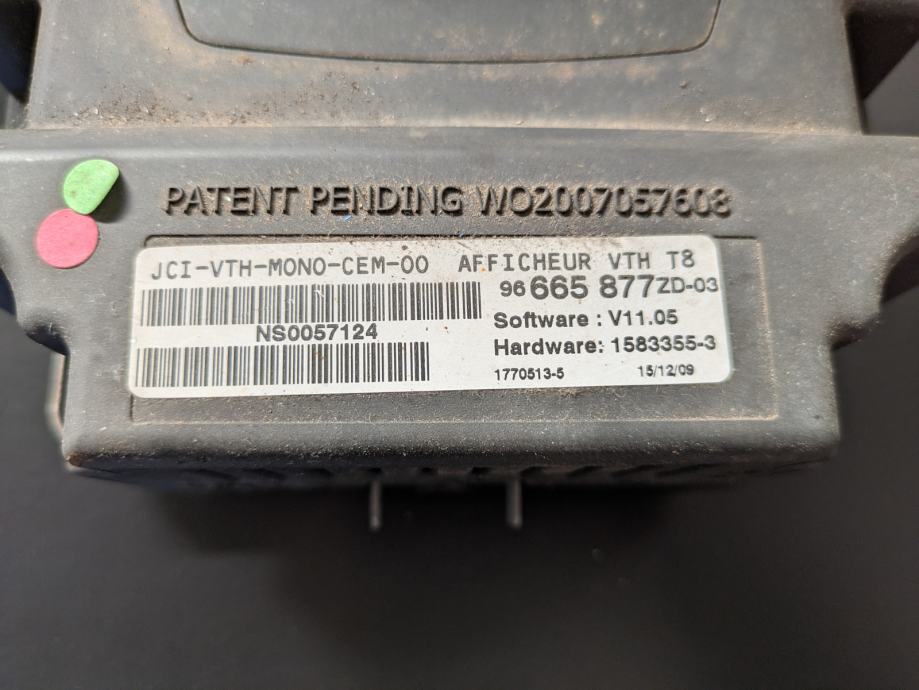 PATENT PENDING WO2007057608
JCI-VTH-MONO-CEM-00 AFFICHEUR VTH T8
96 665 877ZD-03
NS0057124
Software : V11.05
Hardware: 1583355-3
1770513-5 15/12/09